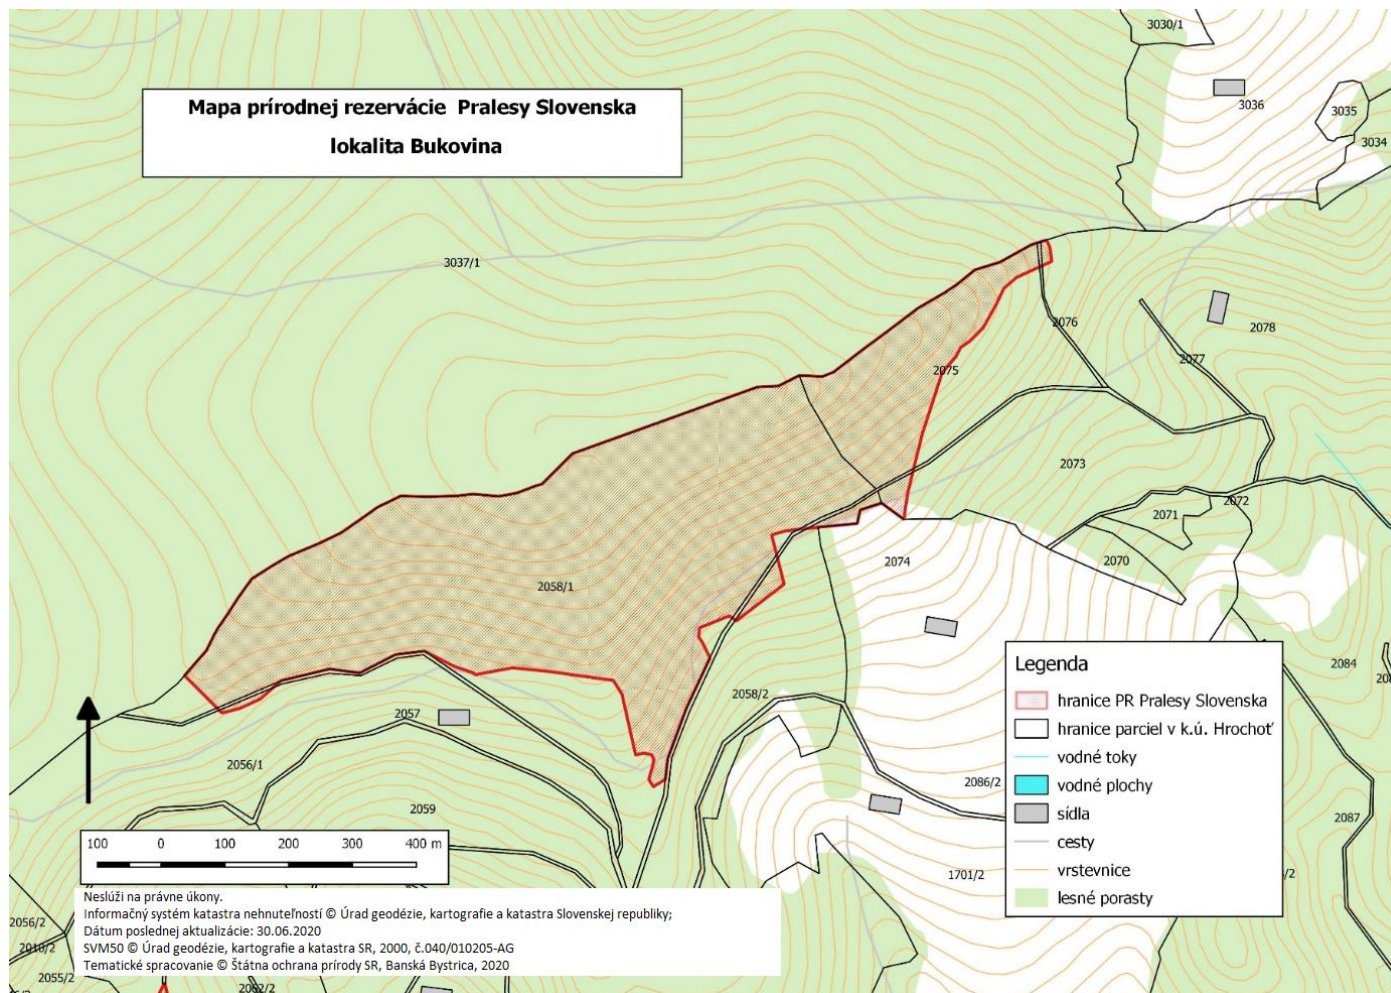 3030/1
3036
3035
3034
Mapa prírodnej rezervácie Pralesy Slovenska
lokalita Bukovina
3037/1
2076
2078
2077
2075
2073
2072
2071
2070
2074
2058/1
2084
2058/2
2057
2056/1
2059
2086/2
2087
1701/2
Legenda
hranice PR Pralesy Slovenska
hranice parciel v k.ú. Hrochoť
vodné toky
vodné plochy
sídla
cesty
vrstevnice
lesné porasty
100 0 100 200 300 400 m
Neslúži na právne úkony.
Informačný systém katastra nehnuteľností © Úrad geodézie, kartografie a katastra Slovenskej republiky;
Dátum poslednej aktualizácie: 30.06.2020
SVM50 © Úrad geodézie, kartografie a katastra SR, 2000, č.040/010205-AG
Tematické spracovanie © Štátna ochrana prírody SR, Banská Bystrica, 2020
2056/2
2055/2
2062/2